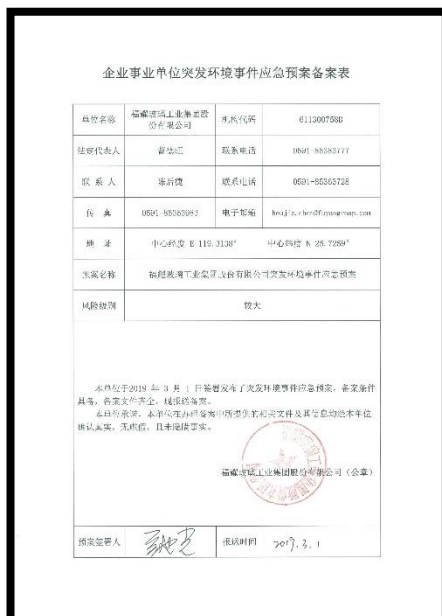 企业事业单位突发环境事件应急预案备案表
单位名称 福耀玻璃工业集团股份有限公司 机构代码 611300758B
法定代表人 联系电话 0591-85383777
联系人 陈居捷 联系电话 0591-85363728
传真 0591-85363983 电子邮箱
地址 中心经度 E 119.3138° 中心纬度 N 25.7259°
预案名称 福耀玻璃工业集团股份有限公司突发环境事件应急预案
风险级别 较大
本单位于2019 年 3 月 1 日签署发布了突发环境事件应急预案，备案条件
具备，备案文件齐全，现报送备案。
本单位承诺，本单位在办理备案中所提供的相关文件及其信息均经本单位
确认真实，无虚假，且未隐瞒事实。
福耀玻璃工业集团股份有限公司（公章）
预案签署人 报送时间 2019.3.1